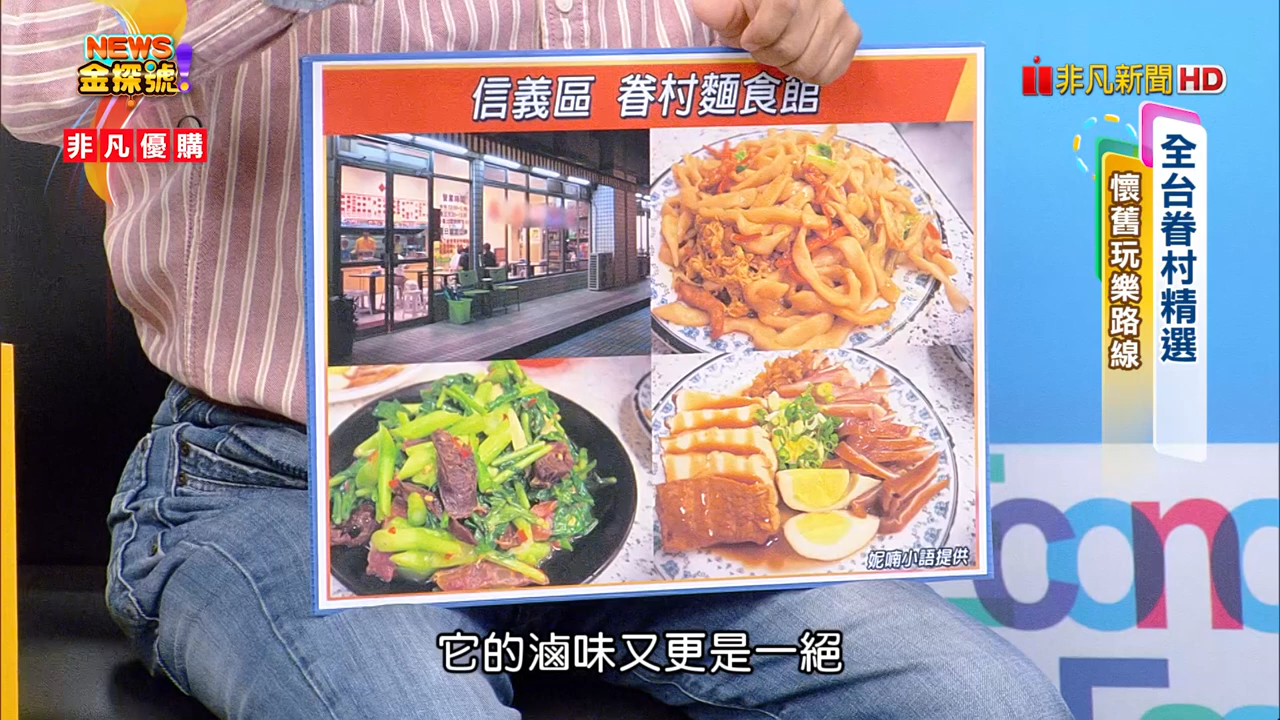 NEWS
金探號!
非凡優購
非凡新聞HD
全台眷村精選
懷舊玩樂路線
信義區 眷村麵食館
妮喃小語提供
Econo
它的滷味又更是一絕